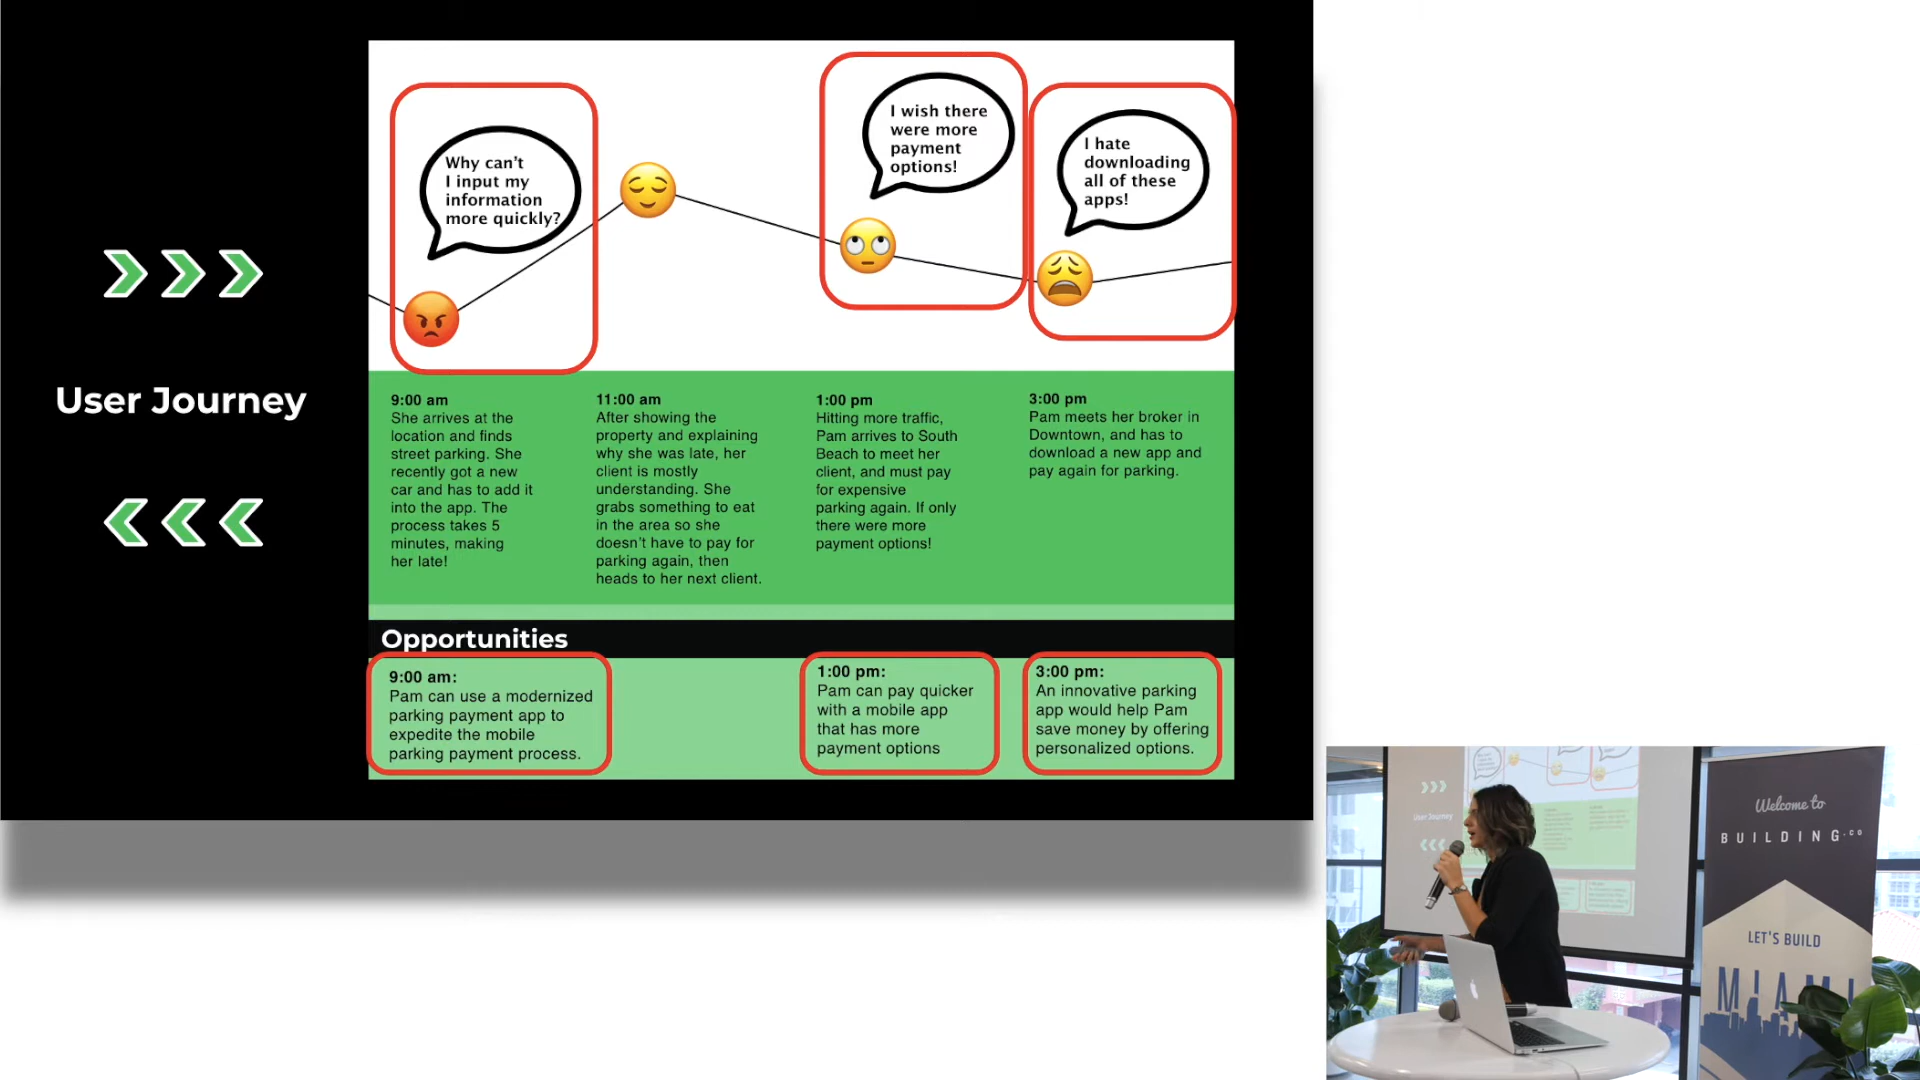 User Journey
Why can't
I input my
information
more quickly?
I wish there
were more
payment
options!
I hate
downloading
all of these
apps!
9:00 am
She arrives at the
location and finds
street parking. She
recently got a new
car and has to add it
into the app. The
process takes 5
minutes, making
her late!
11:00 am
After showing the
property and explaining
why she was late, her
client is mostly
understanding. She
grabs something to eat
in the area so she
doesn't have to pay for
parking again, then
heads to her next client.
1:00 pm
Hitting more traffic,
Pam arrives to South
Beach to meet her
client, and must pay
for expensive
parking again. If only
there were more
payment options!
3:00 pm
Pam meets her broker in
Downtown, and has to
download a new app and
pay again for parking.
Opportunities
9:00 am:
Pam can use a modernized
parking payment app to
expedite the mobile
parking payment process.
1:00 pm:
Pam can pay quicker
with a mobile app
that has more
payment options
3:00 pm:
An innovative parking
app would help Pam
save money by offering
personalized options.
User Journey
Welcome to
BUILDING.CO
LET'S BUILD
MIAMI